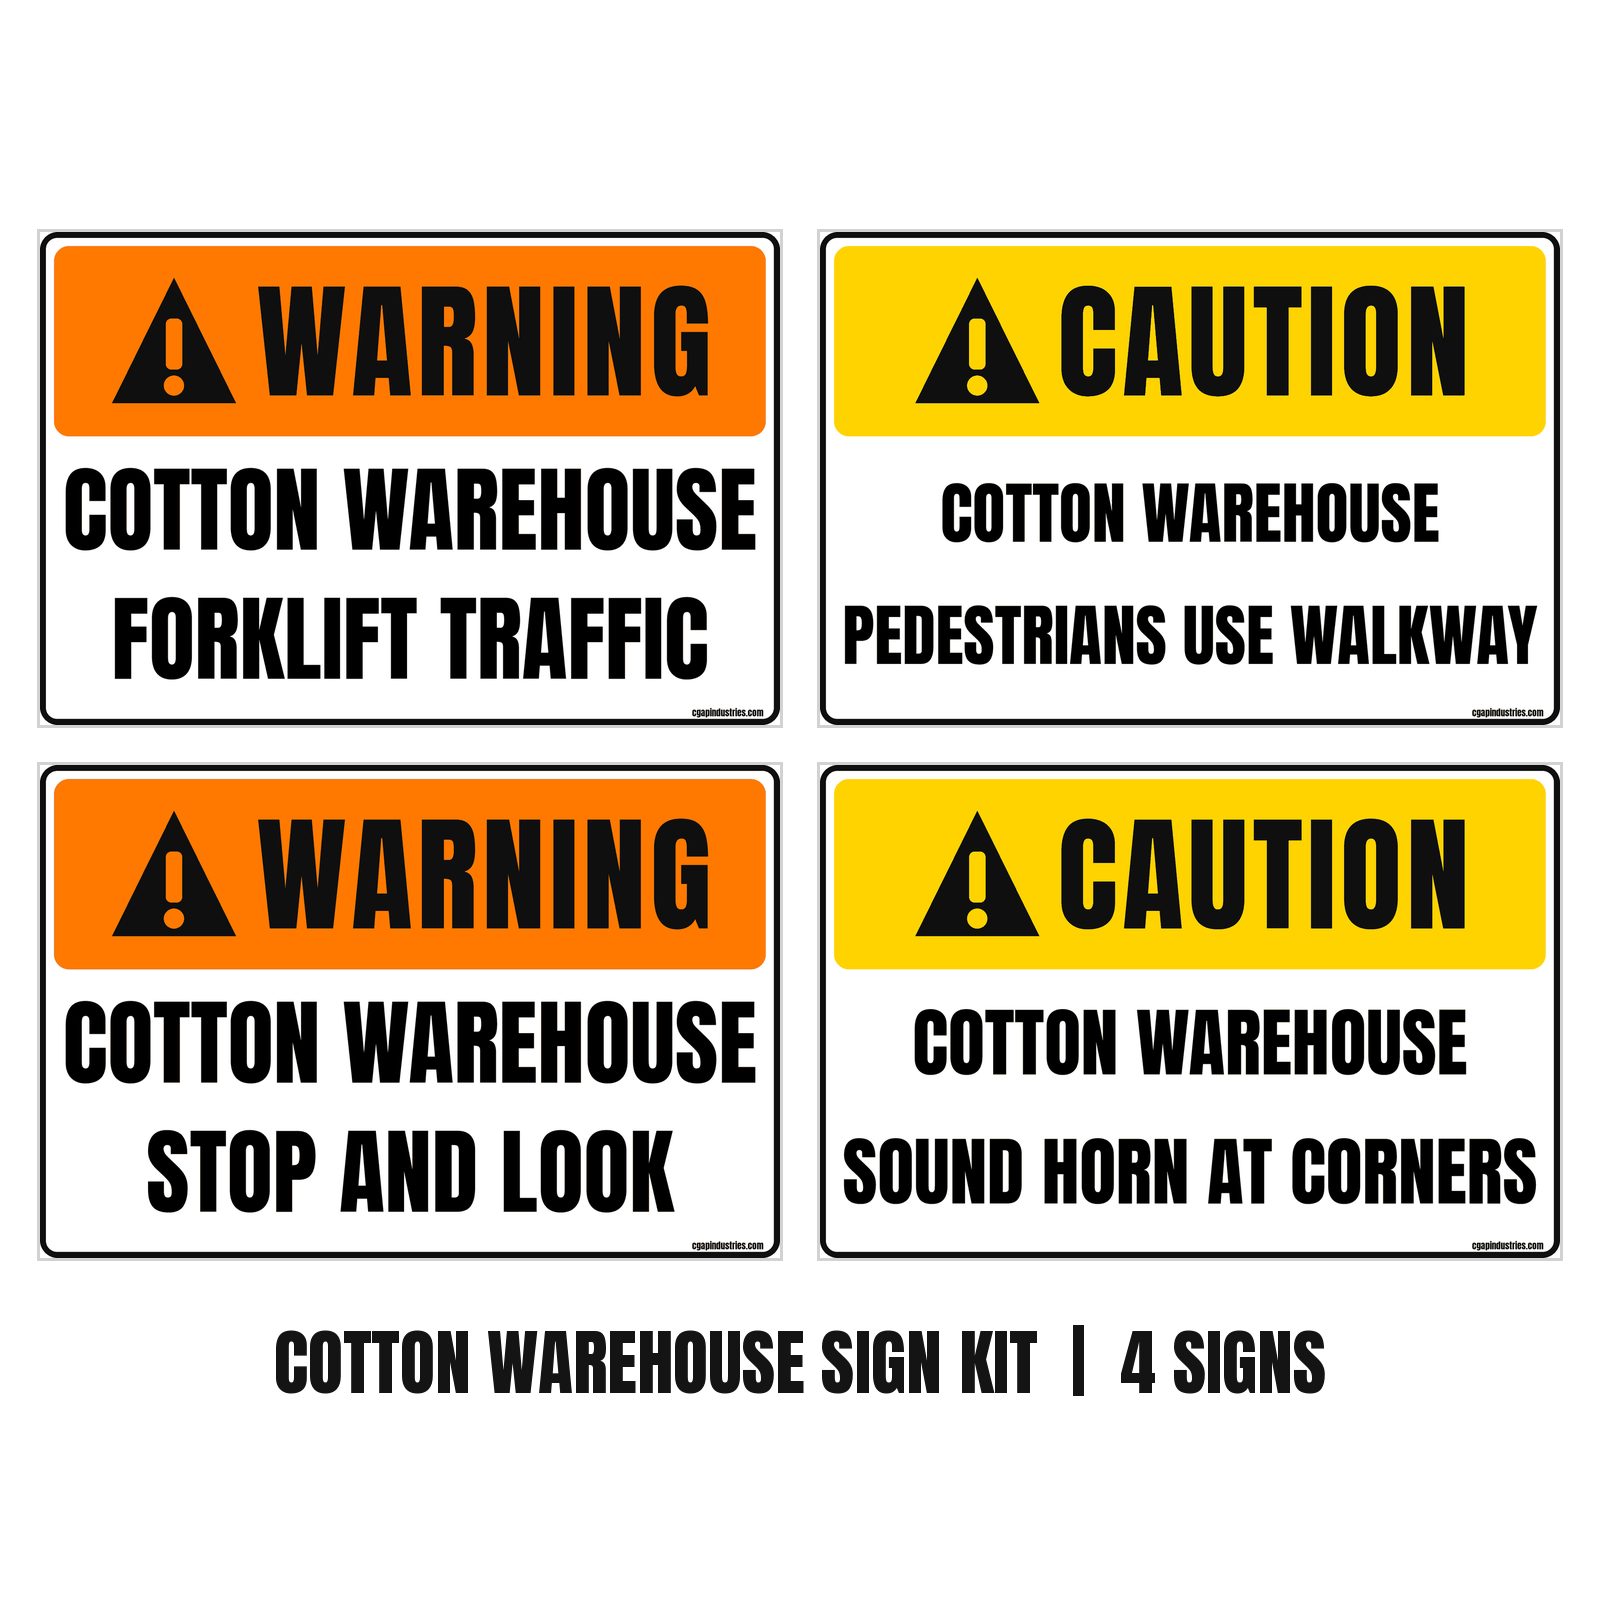 WARNING
COTTON WAREHOUSE
FORKLIFT TRAFFIC
cgapindustries.com
CAUTION
COTTON WAREHOUSE
PEDESTRIANS USE WALKWAY
cgapindustries.com
WARNING
COTTON WAREHOUSE
STOP AND LOOK
cgapindustries.com
CAUTION
COTTON WAREHOUSE
SOUND HORN AT CORNERS
cgapindustries.com
COTTON WAREHOUSE SIGN KIT | 4 SIGNS